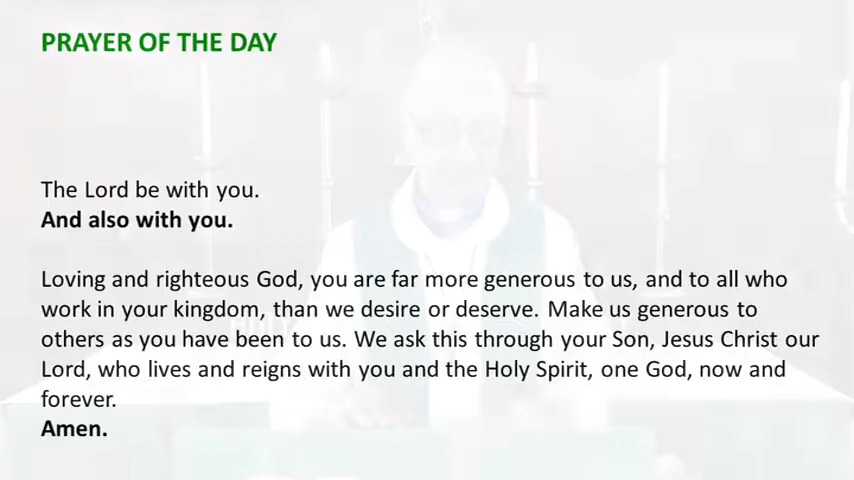 PRAYER OF THE DAY
The Lord be with you.
And also with you.
Loving and righteous God, you are far more generous to us, and to all who
work in your kingdom, than we desire or deserve. Make us generous to
others as you have been to us. We ask this through your Son, Jesus Christ our
Lord, who lives and reigns with you and the Holy Spirit, one God, now and
forever.
Amen.